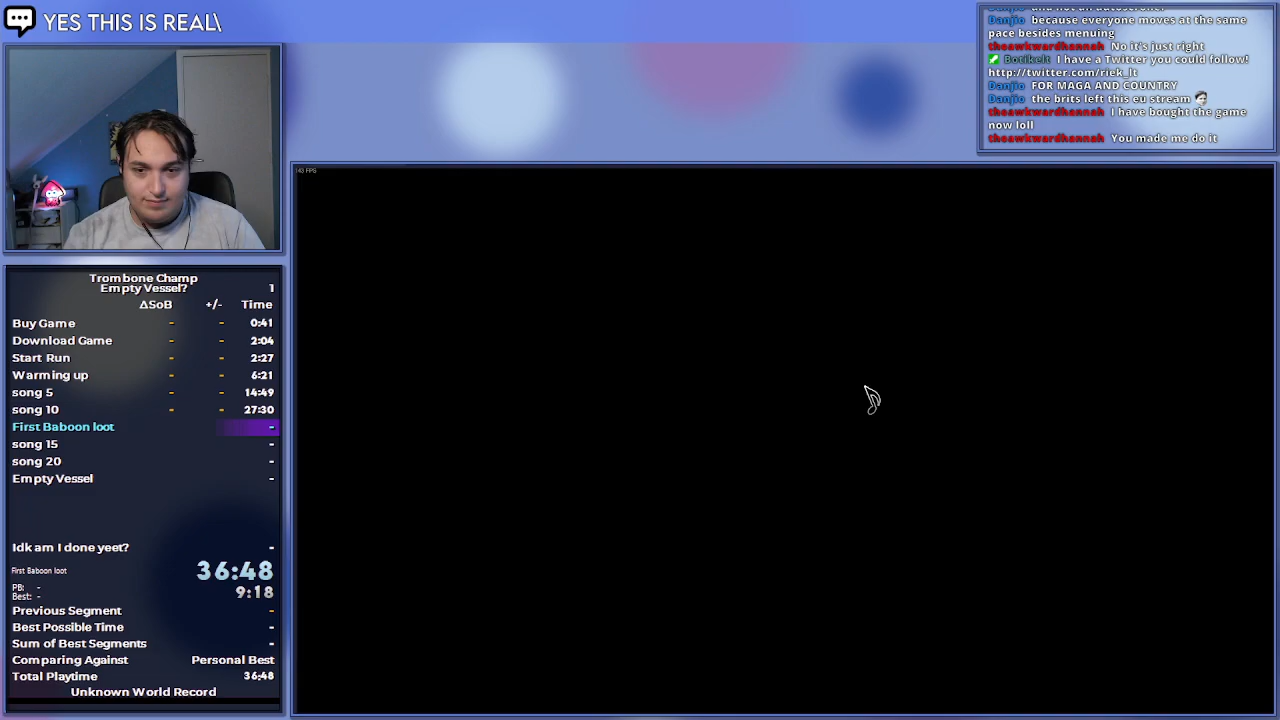 YES THIS IS REAL\
Danjio because everyone moves at the same
pace besides menuing
theawkwardhannah No it's just right
Botikelt I have a Twitter you could follow!
http://twitter.com/riek_lt
Danjio FOR MAGA AND COUNTRY
Danjio the brits left this eu stream
theawkwardhannah I have bought the game
now loll
theawkwardhannah You made me do it
143 FPS
Trombone Champ
Empty Vessel? 1
ΔSoB +/- Time
Buy Game - - 0:41
Download Game - - 2:04
Start Run - - 2:27
Warming up - - 6:21
song 5 - - 14:49
song 10 - - 27:30
First Baboon loot -
song 15 -
song 20 -
Empty Vessel -
Idk am I done yeet? -
First Baboon loot 36:48
PB: -
Best: - 9:18
Previous Segment -
Best Possible Time -
Sum of Best Segments -
Comparing Against Personal Best
Total Playtime 36:48
Unknown World Record